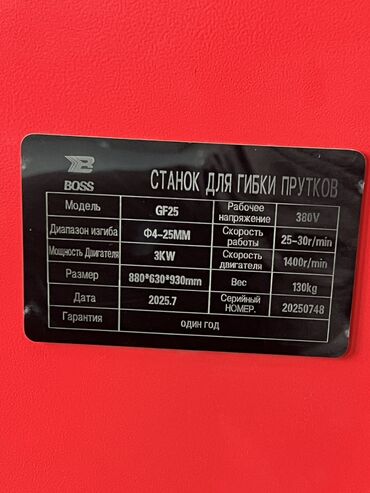 BOSS
СТАНОК ДЛЯ ГИБКИ ПРУТКОВ
Модель GF25 Рабочее напряжение 380V
Диапазон изгиба Φ4-25MM Скорость работы 25-30r/min
Мощность Двигателя 3KW Скорость двигателя 1400r/min
Размер 880*630*930mm Вес 130kg
Дата 2025.7 Серийный НОМЕР. 20250748
Гарантия один год